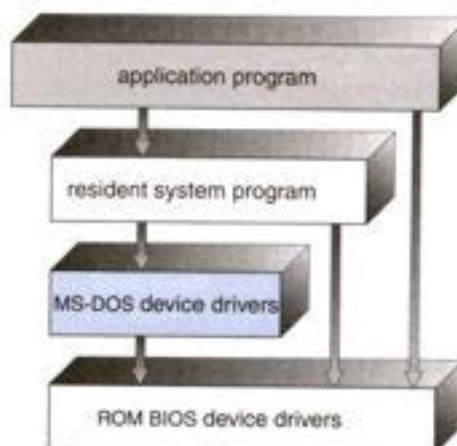 application program
resident system program
MS-DOS device drivers
ROM BIOS device drivers